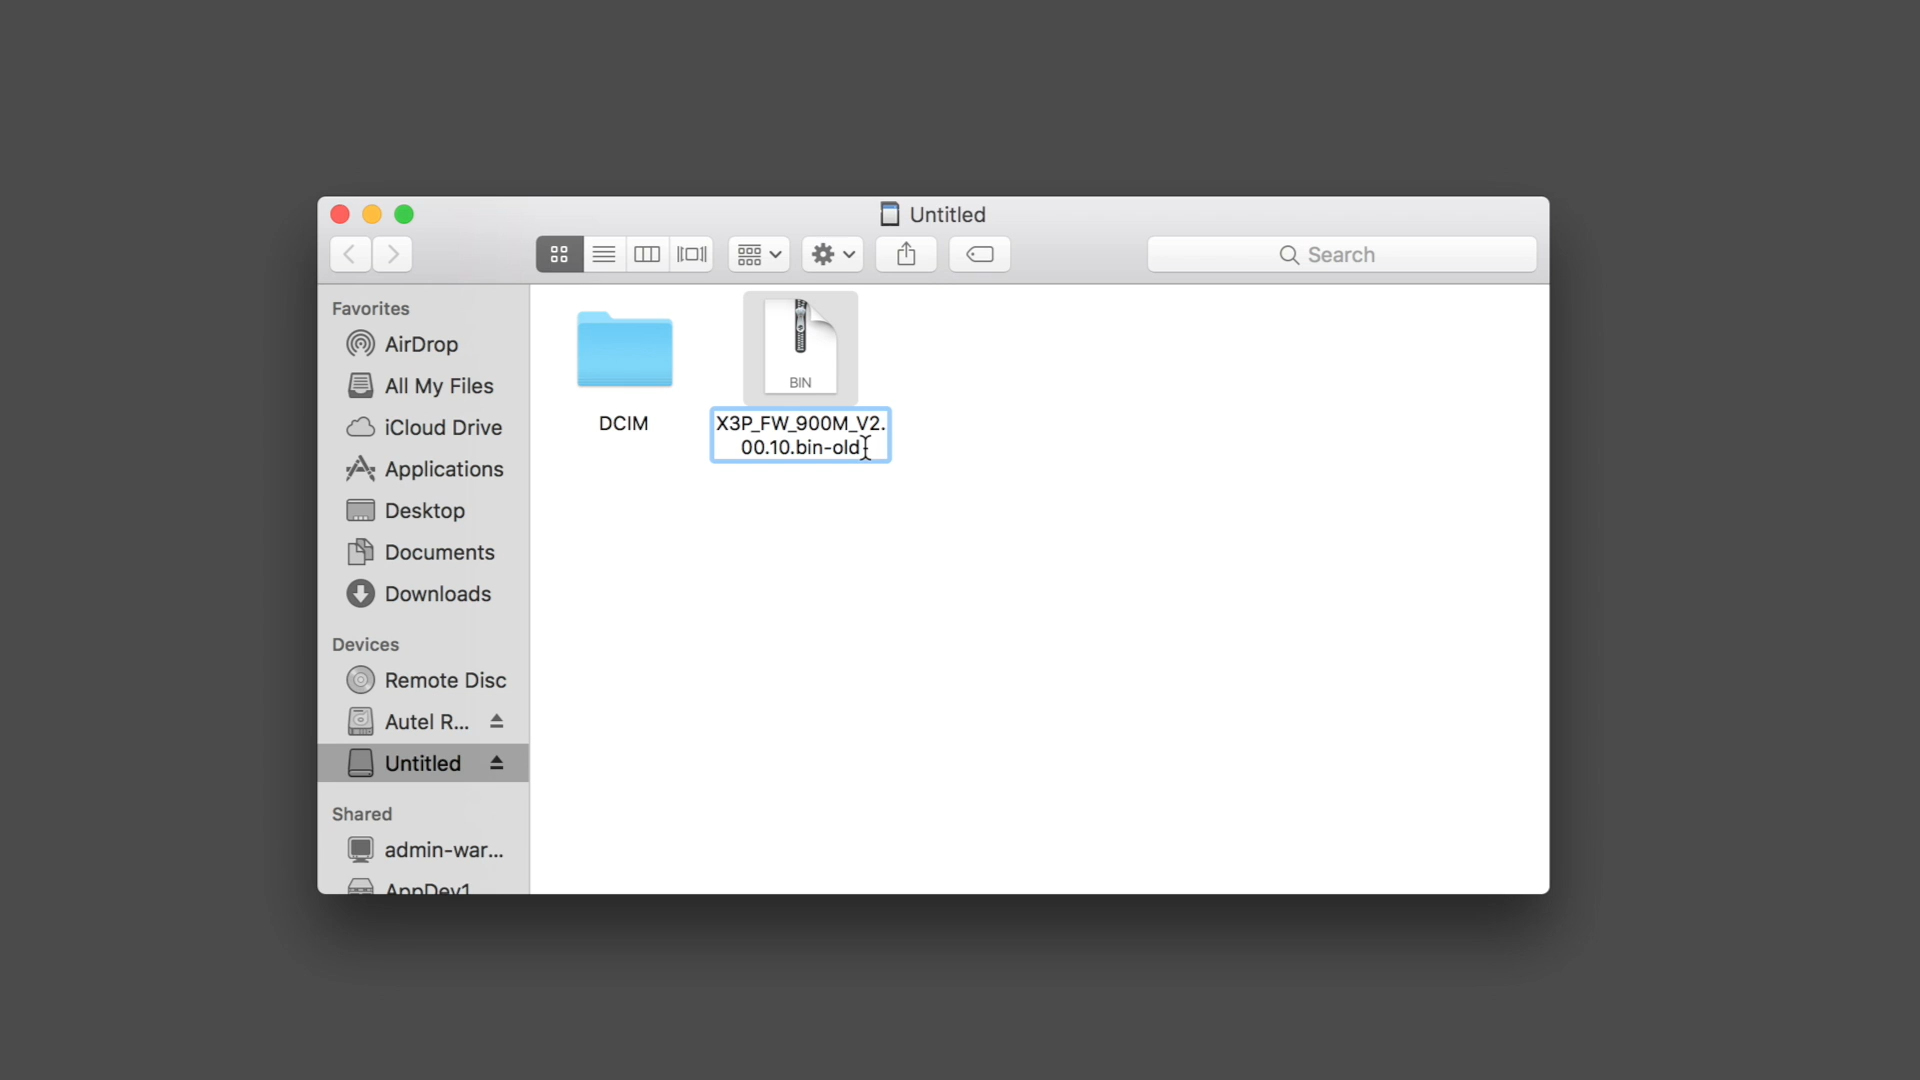 Untitled
Search
Favorites
AirDrop
All My Files
iCloud Drive
Applications
Desktop
Documents
Downloads
Devices
Remote Disc
Autel R...
Untitled
Shared
admin-war...
AppDev1
BIN
DCIM
X3P_FW_900M_V2.
00.10.bin-old